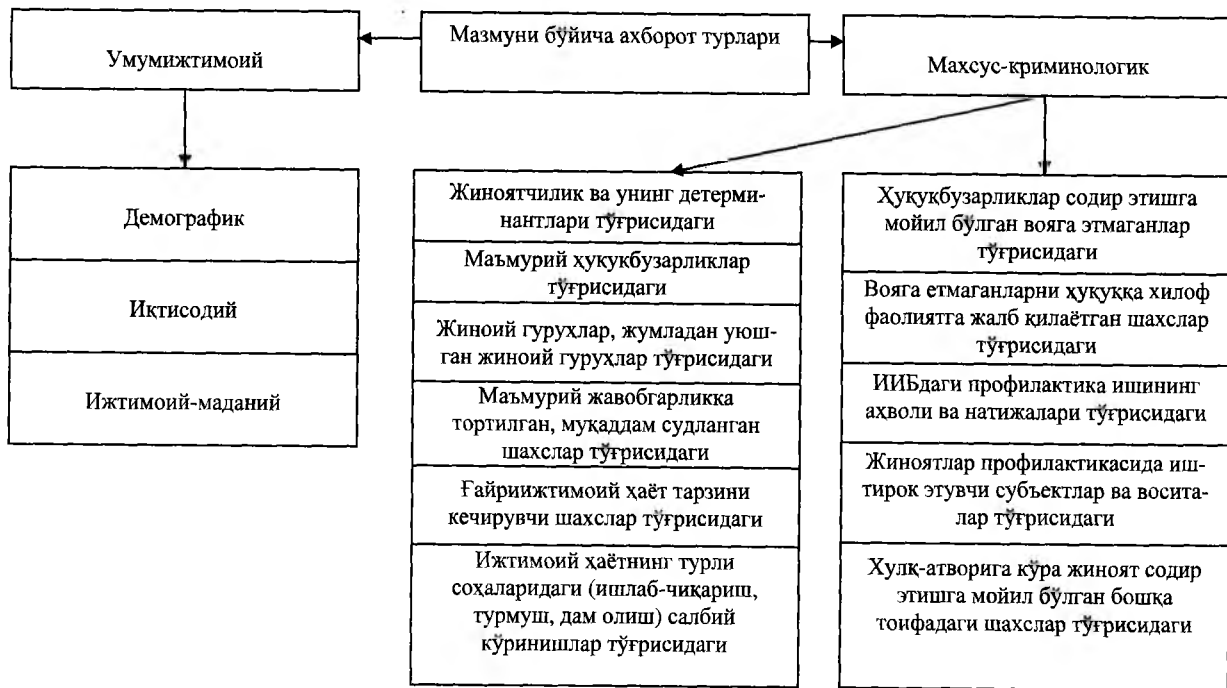 Мазмуни бўйича ахборот турлари
Умумижтимоий
Махсус-криминологик
Демографик
Иқтисодий
Ижтимоий-маданий
Жиноятчилик ва унинг детерми-
нантлари тўғрисидаги
Маъмурий ҳуқуқбузарликлар
тўғрисидаги
Жиноий гуруҳлар, жумладан уюш-
ган жиноий гуруҳлар тўғрисидаги
Маъмурий жавобгарликка
тортилган, муқаддам судланган
шахслар тўғрисидаги
Ғайриижтимоий ҳаёт тарзини
кечирувчи шахслар тўғрисидаги
Ижтимоий ҳаётнинг турли
соҳаларидаги (ишлаб-чиқариш,
турмуш, дам олиш) салбий
кўринишлар тўғрисидаги
Ҳуқуқбузарликлар содир этишга
мойил бўлган вояга этмаганлар
тўғрисидаги
Вояга етмаганларни ҳуқуққа хилоф
фаолиятга жалб қилаётган шахслар
тўғрисидаги
ИИБдаги профилактика ишининг
аҳволи ва натижалари тўғрисидаги
Жиноятлар профилактикасида иш-
тирок этувчи субъектлар ва восита-
лар тўғрисидаги
Хулқ-атворига кўра жиноят содир
этишга мойил бўлган бошқа
тоифадаги шахслар тўғрисидаги